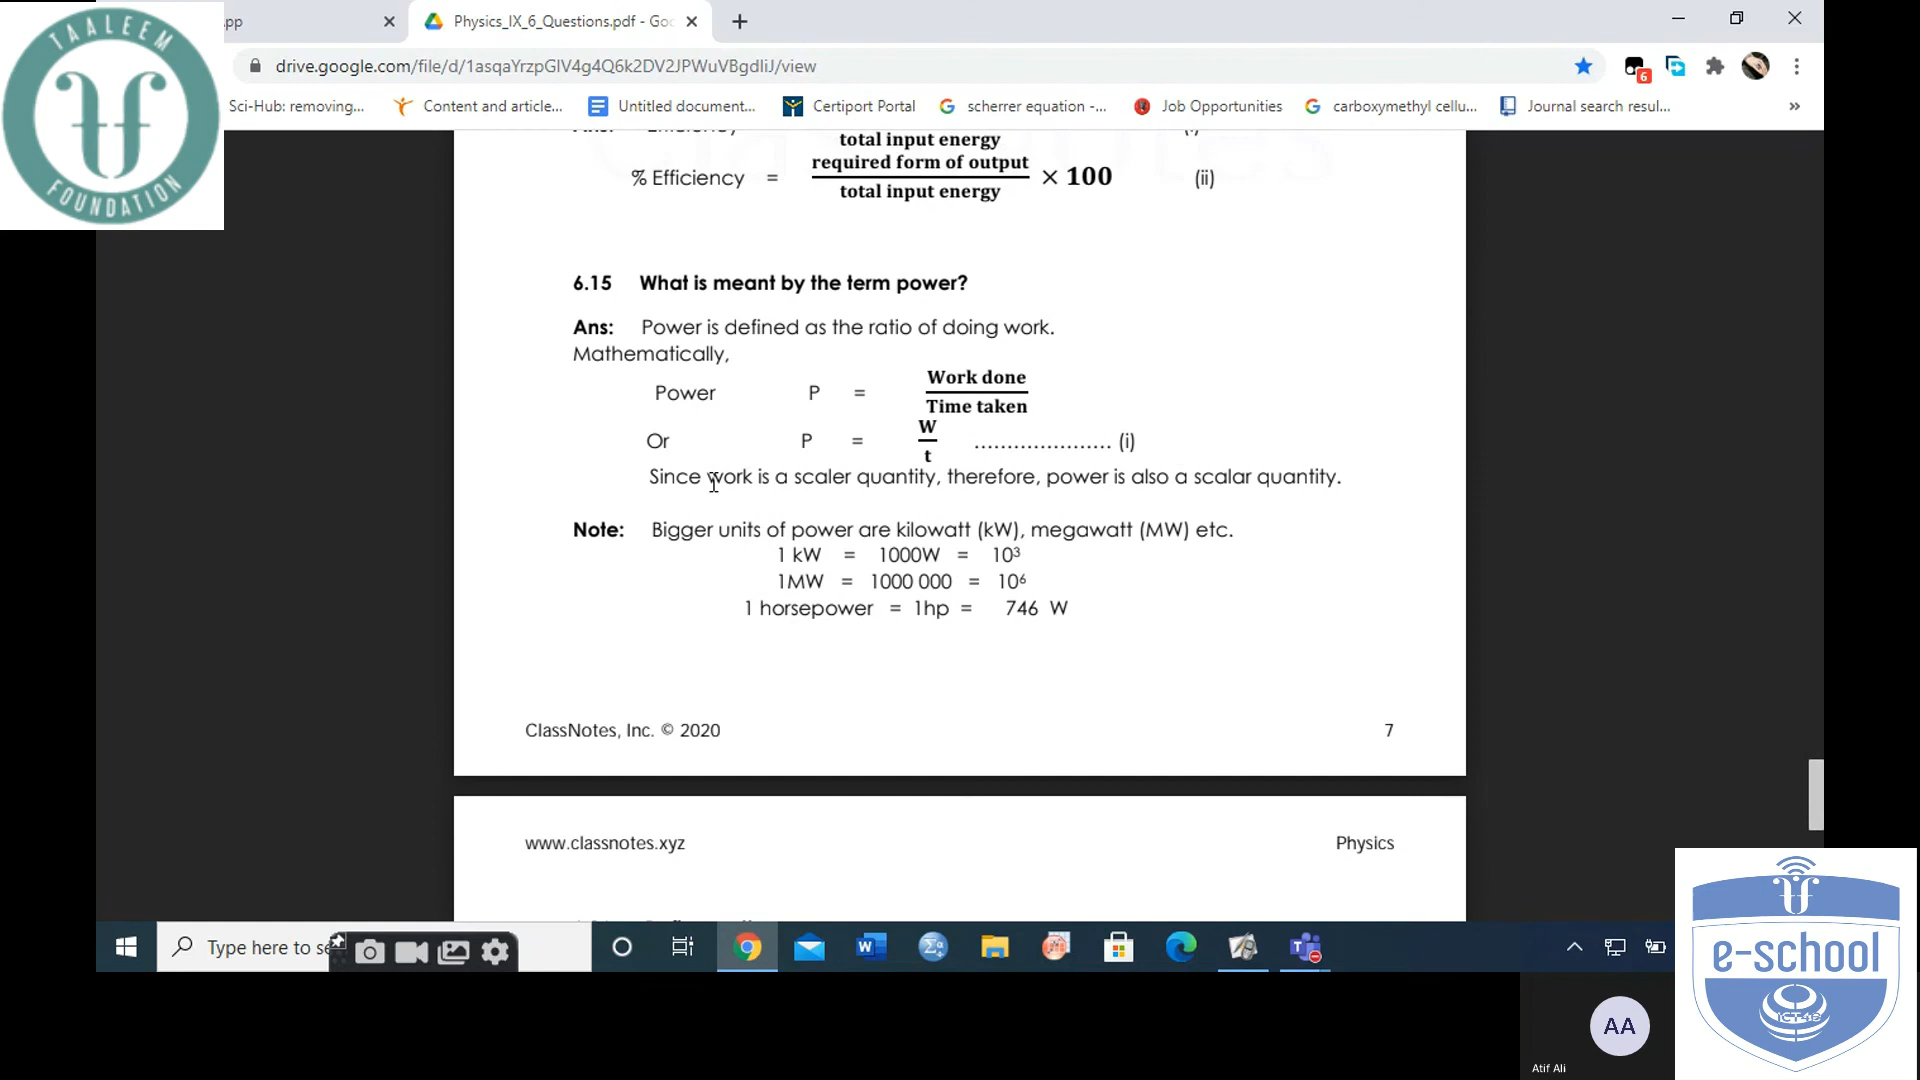 TAALEEM
FOUNDATION
pp
Physics_IX_6_Questions.pdf - Goo
drive.google.com/file/d/1asqaYrzpGlV4g4Q6k2DV2JPWuVBgdliJ/view
6
Sci-Hub: removing...
Content and article...
Untitled document...
Certiport Portal
scherrer equation -...
Job Opportunities
carboxymethyl cellu...
Journal search resul...
»
total input energy
% Efficiency = required form of output
total input energy
× 100 (ii)
6.15 What is meant by the term power?
Ans: Power is defined as the ratio of doing work.
Mathematically,
Power P = Work done
Time taken
Or P = W
t
..................... (i)
Since work is a scaler quantity, therefore, power is also a scalar quantity.
Note: Bigger units of power are kilowatt (kW), megawatt (MW) etc.
1 kW = 1000W = 10³
1MW = 1000 000 = 10⁶
1 horsepower = 1hp = 746 W
ClassNotes, Inc. © 2020 7
www.classnotes.xyz Physics
Type here to se
e-school
ICT4D
AA
Atif Ali